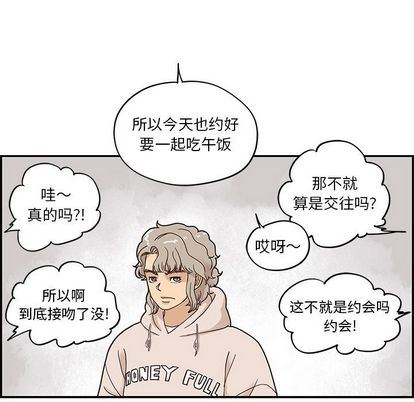 所以今天也约好
要一起吃午饭
哇~
真的吗?!
那不就
算是交往吗?
哎呀~
所以啊
到底接吻了没!
这不就是约会吗
约会!
HONEY FULL